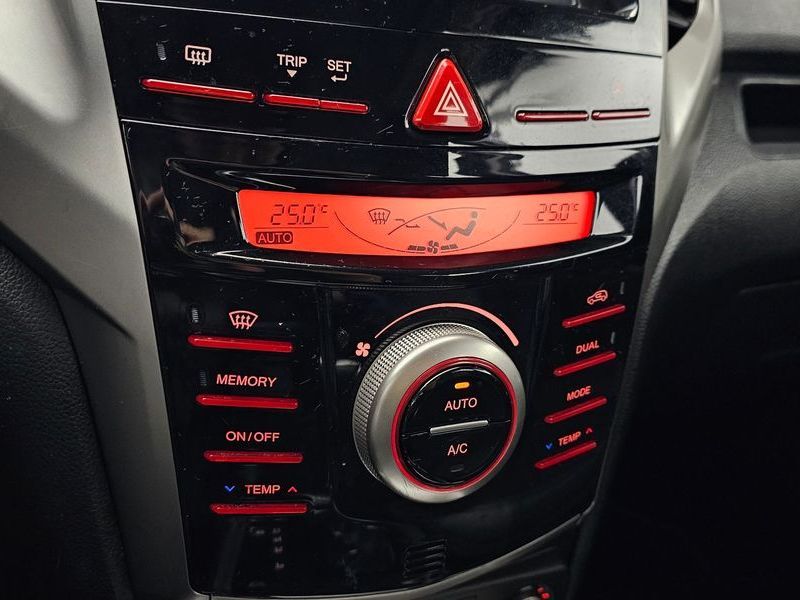 TRIP
SET
25.0°C
25.0°C
AUTO
MEMORY
DUAL
AUTO
MODE
ON/OFF
A/C
TEMP
TEMP